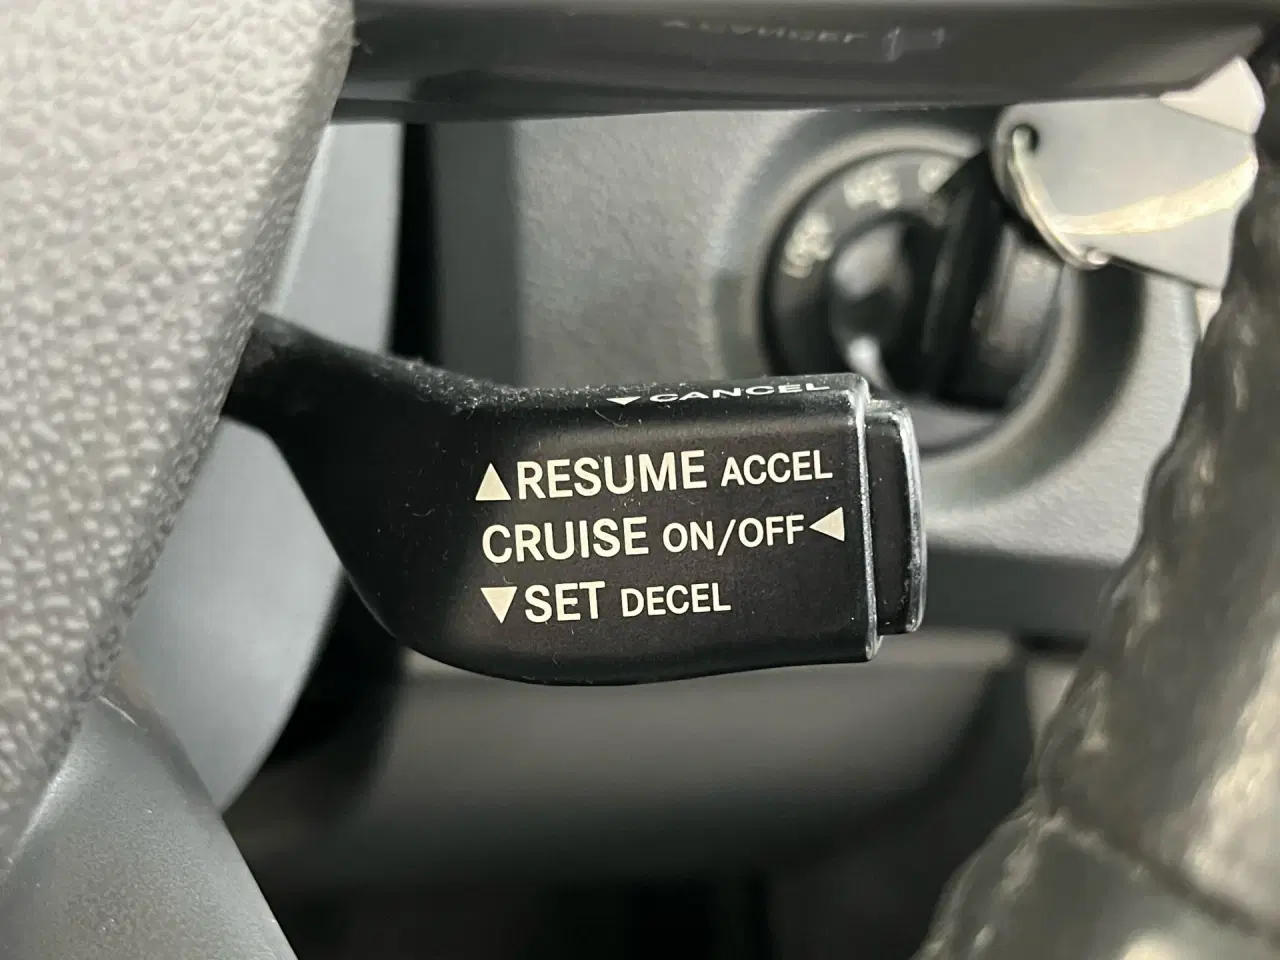 ▼CANCEL
▲RESUME ACCEL
CRUISE ON/OFF◀
▼SET DECEL